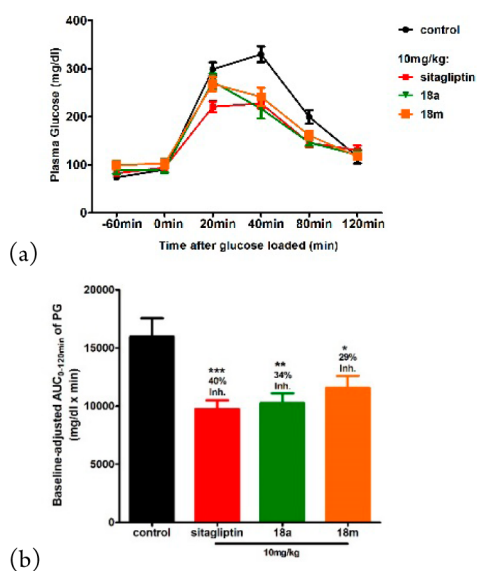 400
300
200
100
0
Plasma Glucose (mg/dl)
-60min 0min 20min 40min 80min 120min
Time after glucose loaded (min)
control
10mg/kg:
sitagliptin
18a
18m
(a)
20000
15000
10000
5000
0
Baseline-adjusted AUC0-120min of PG
(mg/dl x min)
***
40%
Inh.
**
34%
Inh.
*
29%
Inh.
control sitagliptin 18a 18m
10mg/kg
(b)